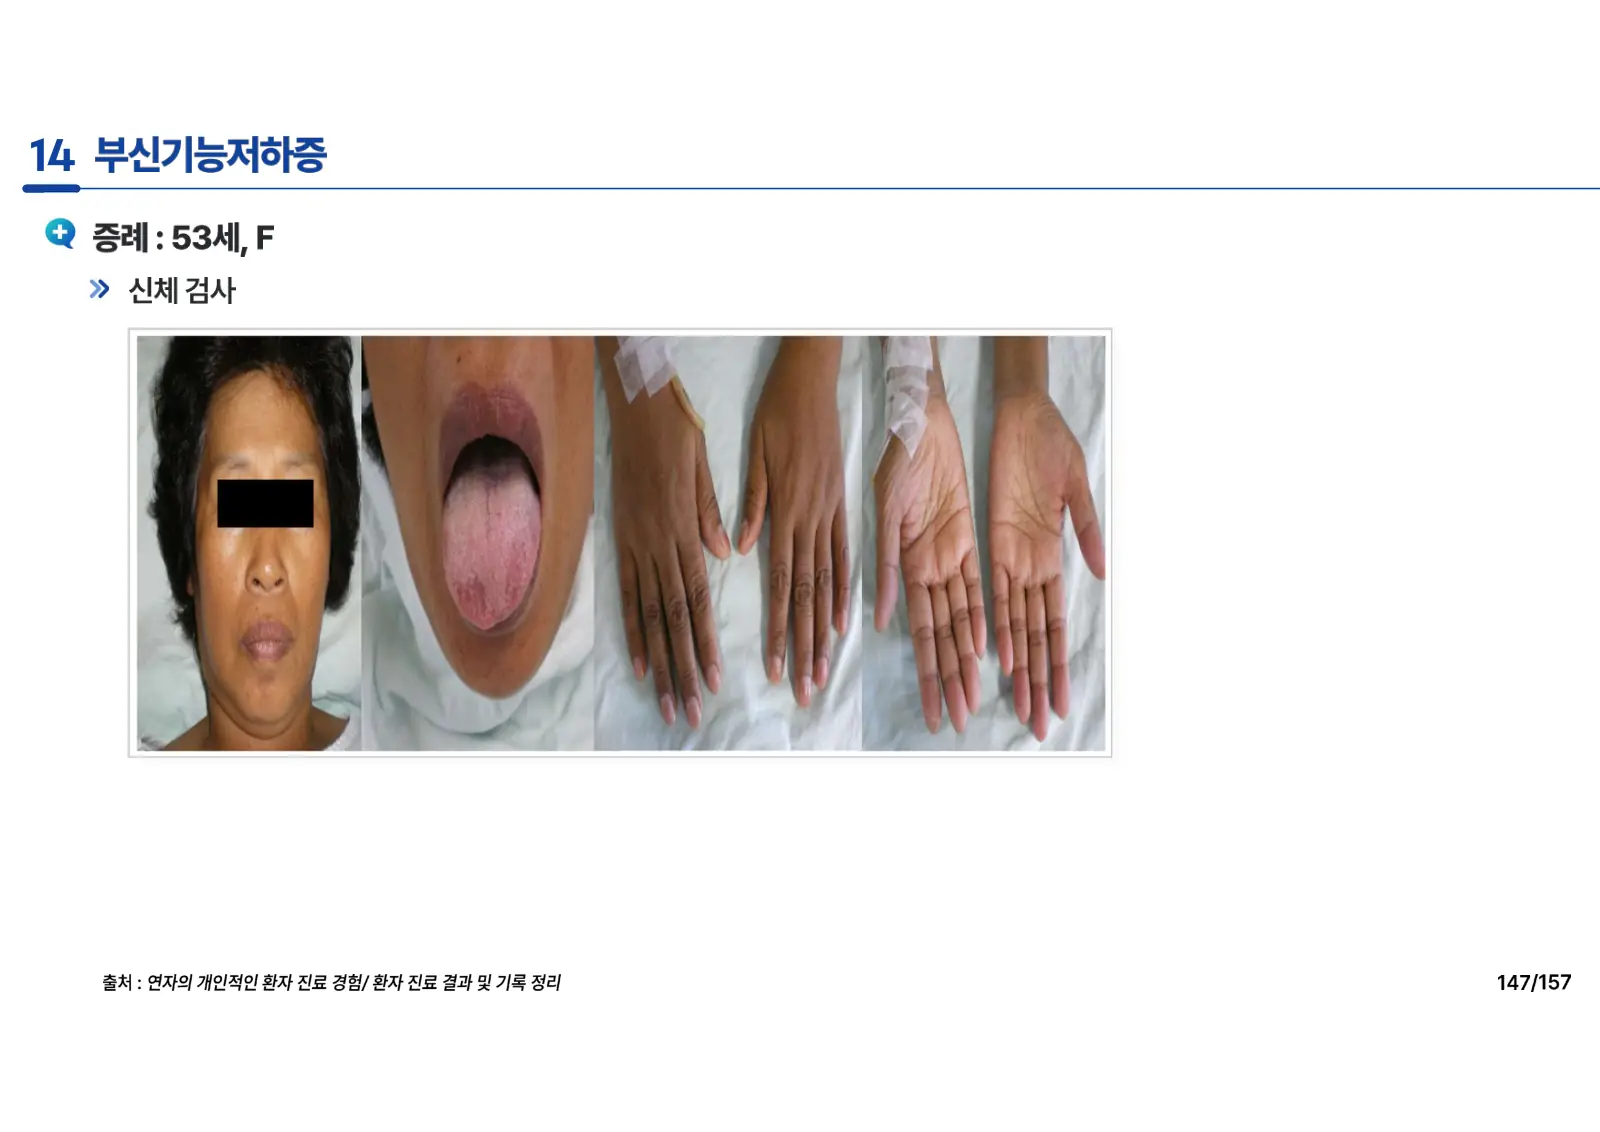 14 부신기능저하증
증례 : 53세, F
신체 검사
출처 : 연자의 개인적인 환자 진료 경험/ 환자 진료 결과 및 기록 정리
147/157